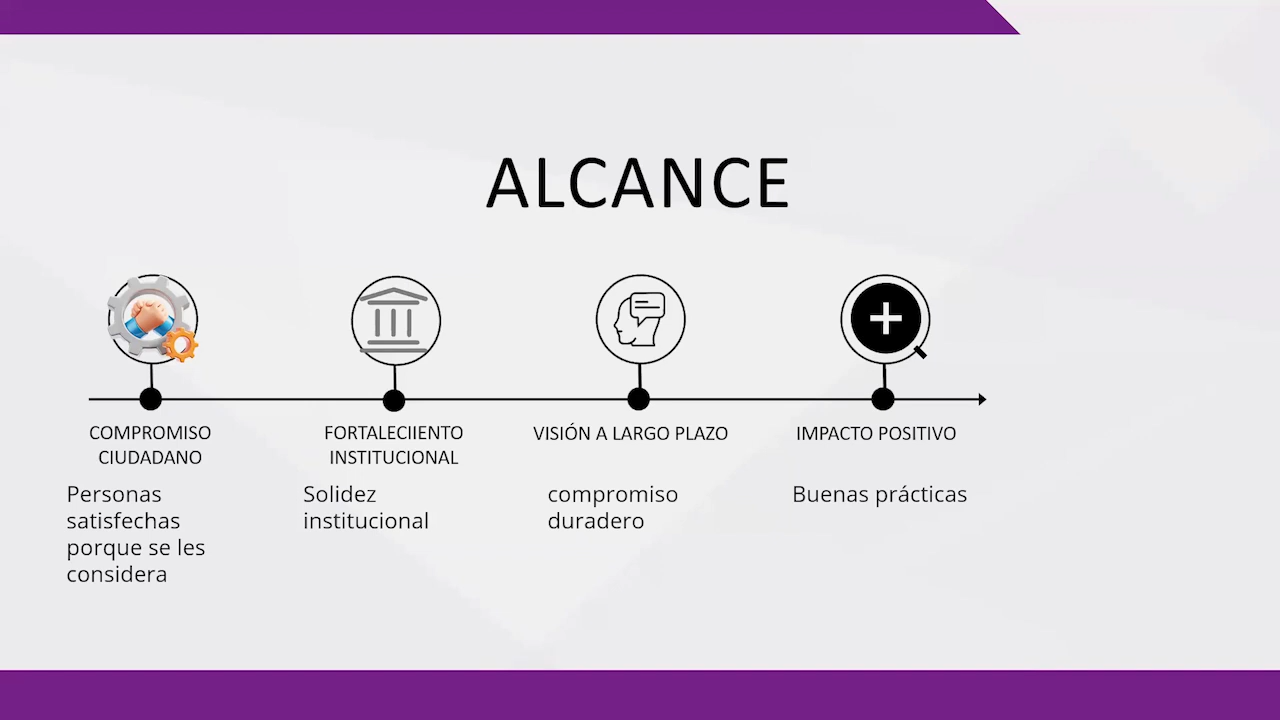 ALCANCE
COMPROMISO
CIUDADANO
Personas
satisfechas
porque se les
considera
FORTALECIIENTO
INSTITUCIONAL
Solidez
institucional
VISIÓN A LARGO PLAZO
compromiso
duradero
IMPACTO POSITIVO
Buenas prácticas